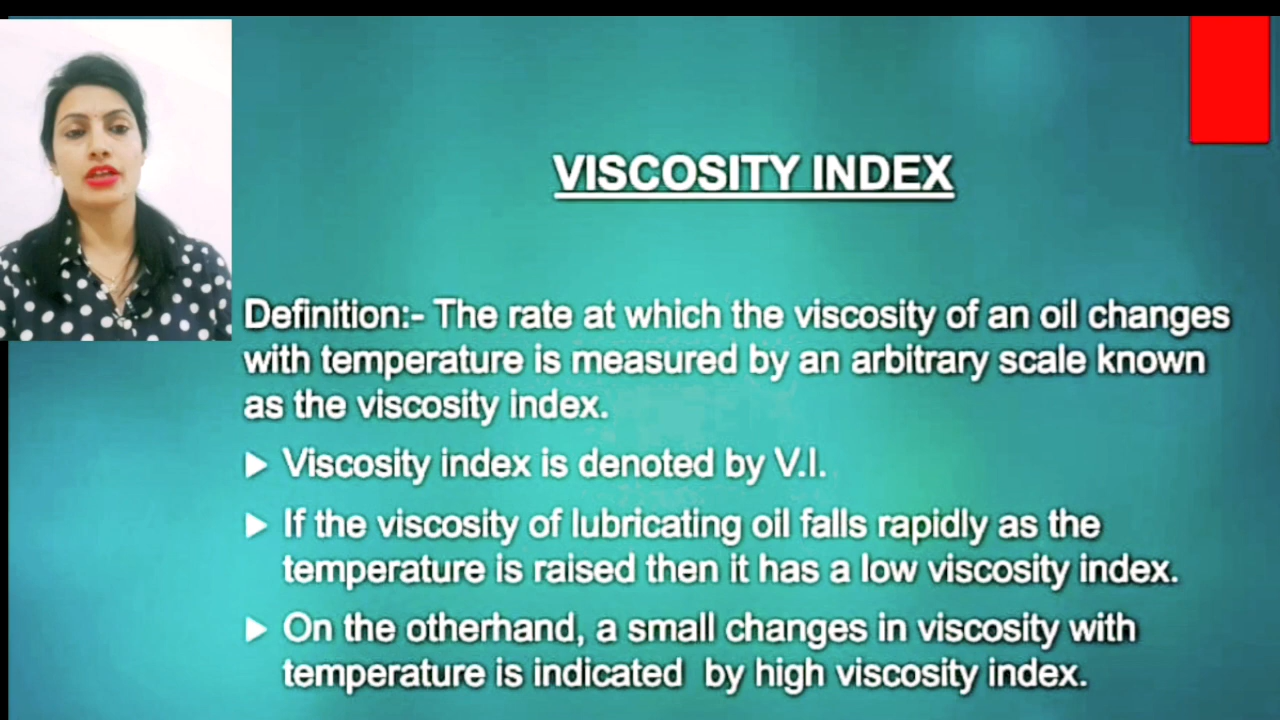 VISCOSITY INDEX
Definition:- The rate at which the viscosity of an oil changes
with temperature is measured by an arbitrary scale known
as the viscosity index.
Viscosity index is denoted by V.I.
If the viscosity of lubricating oil falls rapidly as the
temperature is raised then it has a low viscosity index.
On the otherhand, a small changes in viscosity with
temperature is indicated by high viscosity index.